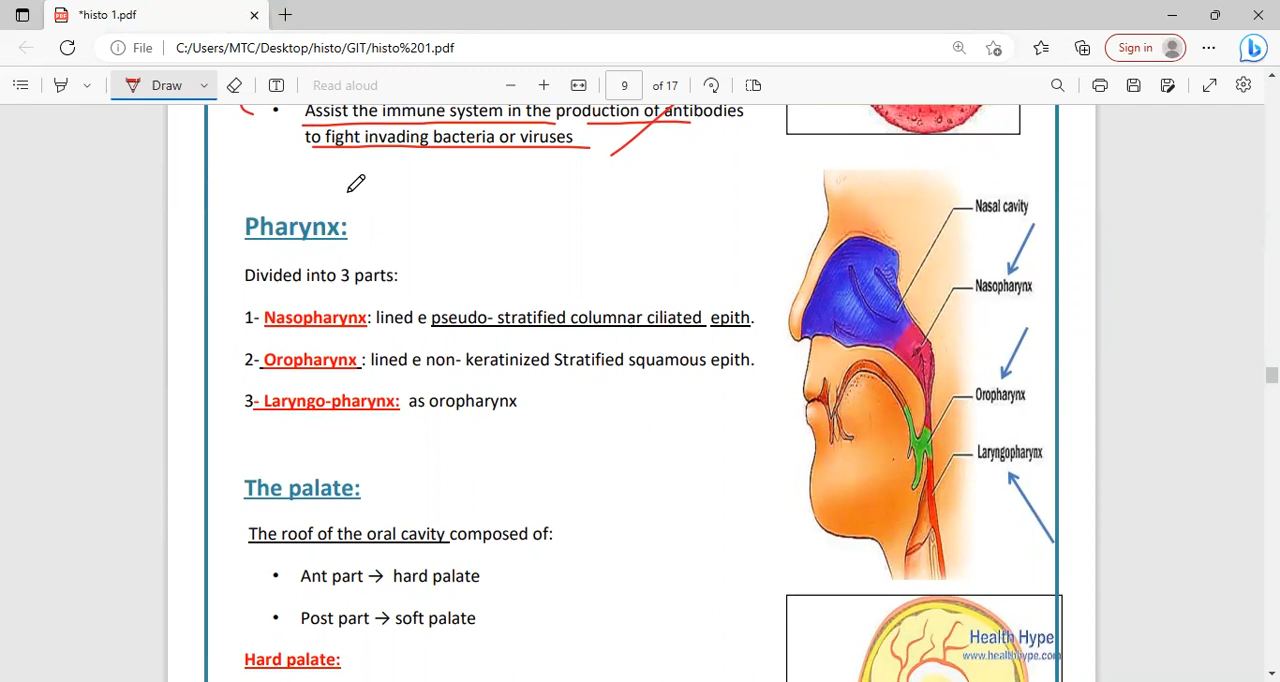 *histo 1.pdf
File
C:/Users/MTC/Desktop/histo/GIT/histo%201.pdf
Sign in
Draw
Read aloud
9 of 17
• Assist the immune system in the production of antibodies
to fight invading bacteria or viruses
Pharynx:
Divided into 3 parts:
1- Nasopharynx: lined e pseudo- stratified columnar ciliated epith.
2- Oropharynx : lined e non- keratinized Stratified squamous epith.
3- Laryngo-pharynx: as oropharynx
Nasal cavity
Nasopharynx
Oropharynx
Laryngopharynx
The palate:
The roof of the oral cavity composed of:
• Ant part → hard palate
• Post part → soft palate
Hard palate:
Health Hype
www.healthhype.com